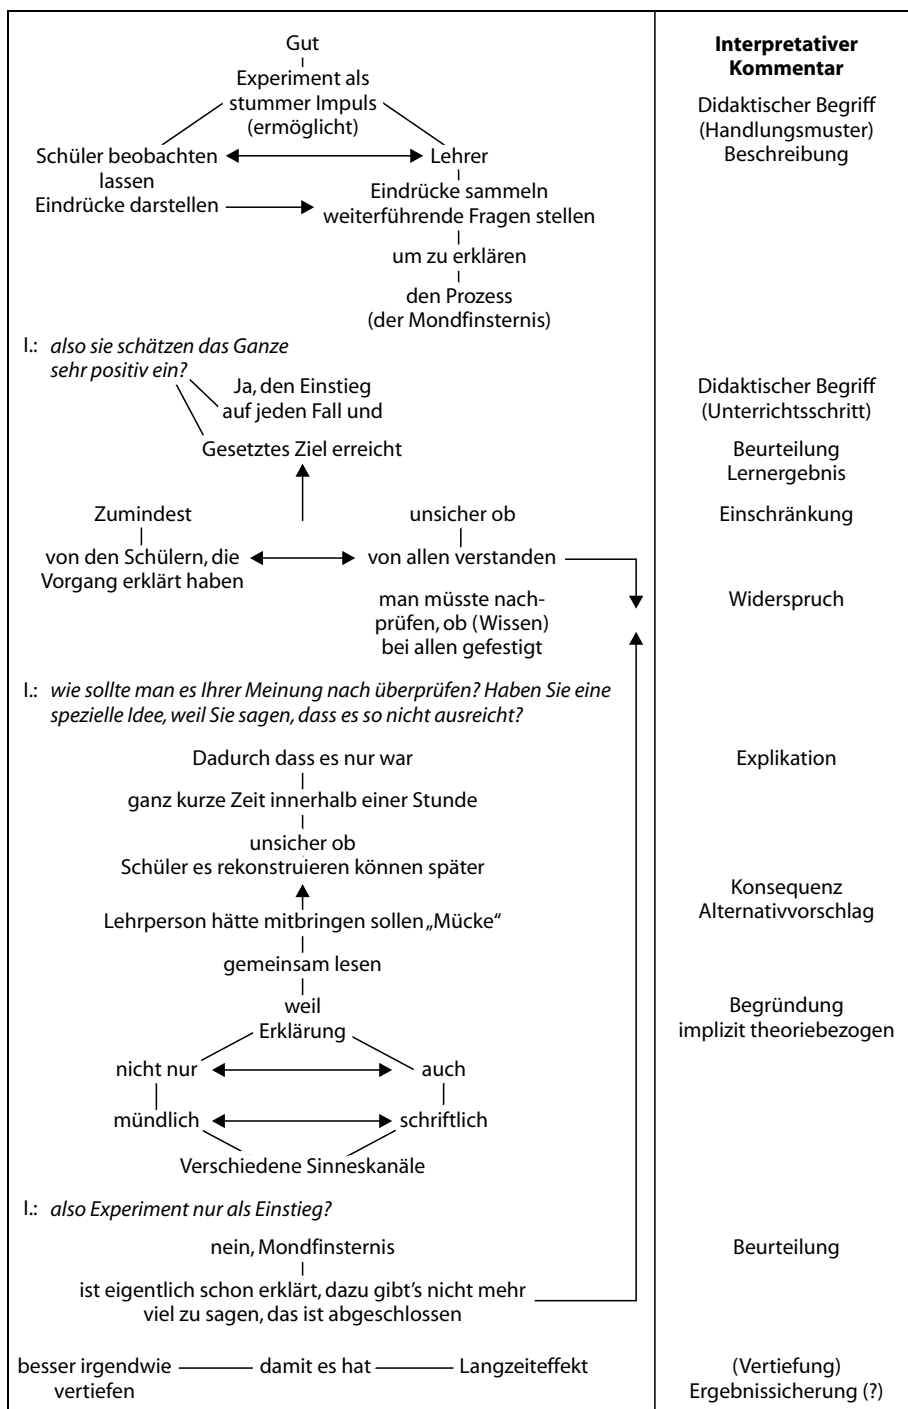 Gut
Interpretativer
Kommentar
Experiment als
stummer Impuls
(ermöglicht)
Didaktischer Begriff
(Handlungsmuster)
Beschreibung
Schüler beobachten
lassen
Eindrücke darstellen
Lehrer
Eindrücke sammeln
weiterführende Fragen stellen
um zu erklären
den Prozess
(der Mondfinsternis)
I.: also sie schätzen das Ganze
sehr positiv ein?
Ja, den Einstieg
auf jeden Fall und
Didaktischer Begriff
(Unterrichtsschritt)
Gesetztes Ziel erreicht
Beurteilung
Lernergebnis
Zumindest
unsicher ob
Einschränkung
von den Schülern, die
Vorgang erklärt haben
von allen verstanden
man müsste nach-
prüfen, ob (Wissen)
bei allen gefestigt
Widerspruch
I.: wie sollte man es Ihrer Meinung nach überprüfen? Haben Sie eine
spezielle Idee, weil Sie sagen, dass es so nicht ausreicht?
Dadurch dass es nur war
Explikation
ganz kurze Zeit innerhalb einer Stunde
unsicher ob
Schüler es rekonstruieren können später
Konsequenz
Alternativvorschlag
Lehrperson hätte mitbringen sollen „Mücke“
gemeinsam lesen
weil
Erklärung
Begründung
implizit theoriebezogen
nicht nur
auch
mündlich
schriftlich
Verschiedene Sinneskanäle
I.: also Experiment nur als Einstieg?
nein, Mondfinsternis
Beurteilung
ist eigentlich schon erklärt, dazu gibt's nicht mehr
viel zu sagen, das ist abgeschlossen
besser irgendwie
vertiefen
damit es hat
Langzeiteffekt
(Vertiefung)
Ergebnissicherung (?)